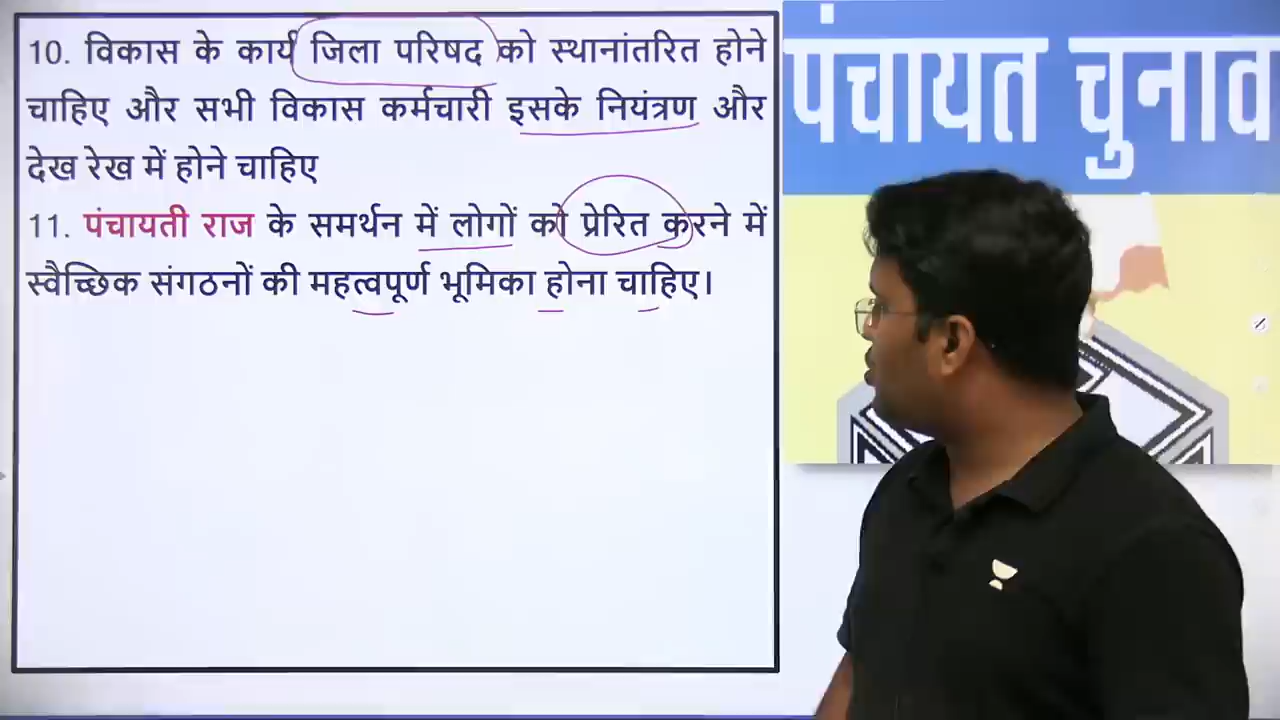 10. विकास के कार्य जिला परिषद को स्थानांतरित होने
चाहिए और सभी विकास कर्मचारी इसके नियंत्रण और
देख रेख में होने चाहिए
11. पंचायती राज के समर्थन में लोगों को प्रेरित करने में
स्वैच्छिक संगठनों की महत्वपूर्ण भूमिका होना चाहिए।
पंचायत चुनाव